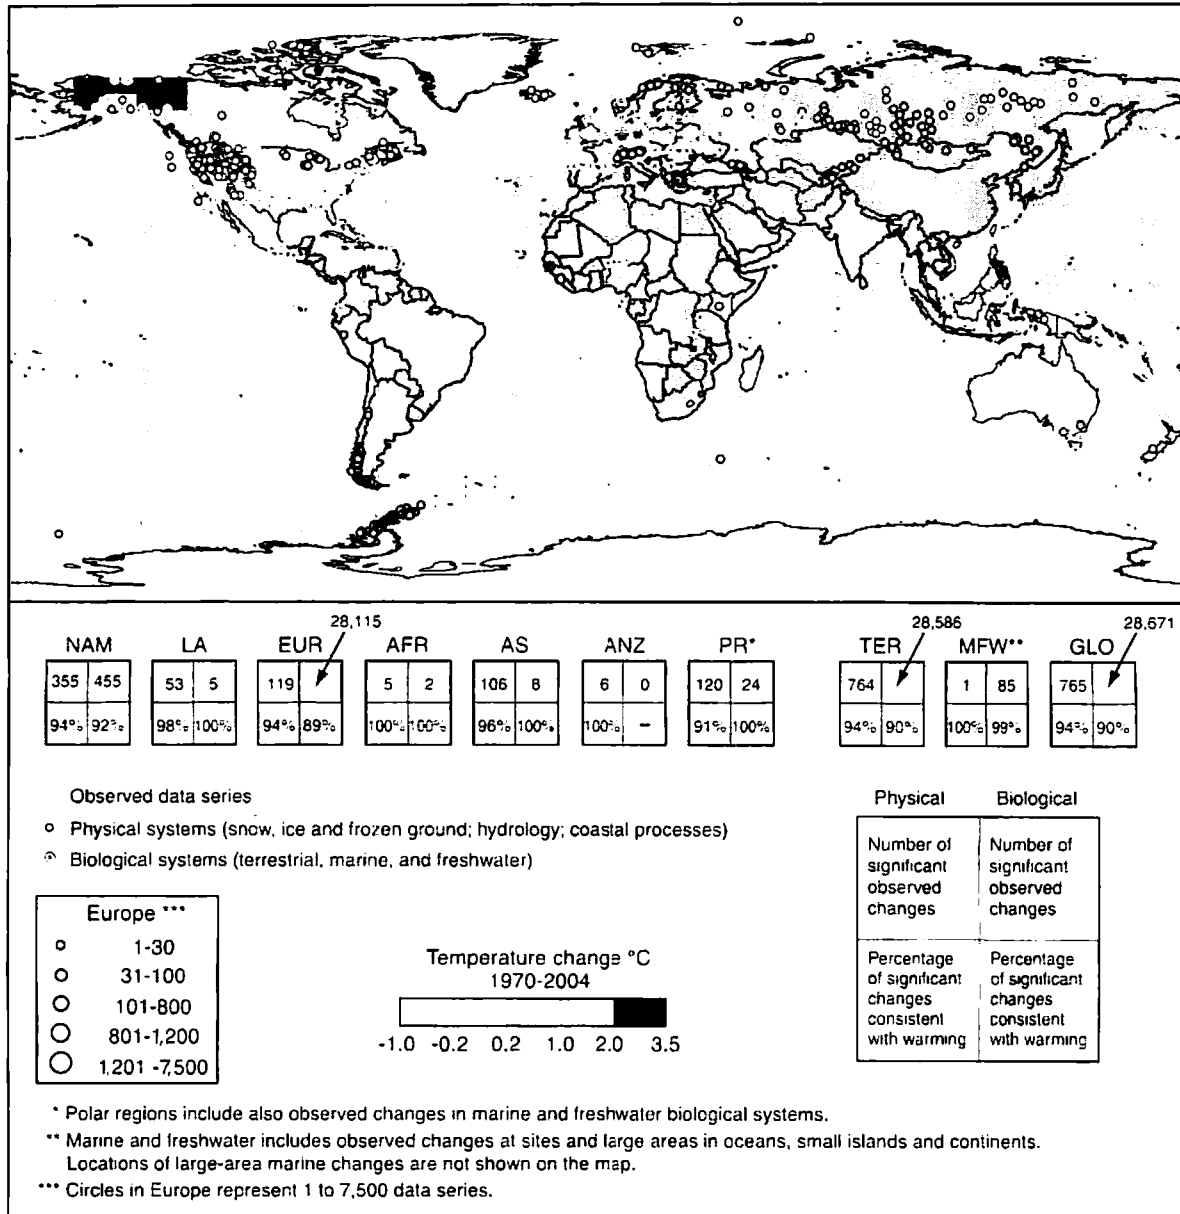 28,115
28,586
28,671
NAM LA EUR AFR AS ANZ PR* TER MFW** GLO
355 455 53 5 119 5 2 106 8 6 0 120 24 764 1 85 765
94% 92% 98% 100% 94% 89% 100% 100% 96% 100% 100% – 91% 100% 94% 90% 100% 99% 94% 90%
Observed data series
Physical systems (snow, ice and frozen ground; hydrology; coastal processes)
Biological systems (terrestrial, marine, and freshwater)
Europe ***
1-30
31-100
101-800
801-1,200
1,201 -7,500
Temperature change °C
1970-2004
-1.0 -0.2 0.2 1.0 2.0 3.5
Physical Biological
Number of significant observed changes
Number of significant observed changes
Percentage of significant changes consistent with warming
Percentage of significant changes consistent with warming
* Polar regions include also observed changes in marine and freshwater biological systems.
** Marine and freshwater includes observed changes at sites and large areas in oceans, small islands and continents.
Locations of large-area marine changes are not shown on the map.
*** Circles in Europe represent 1 to 7,500 data series.